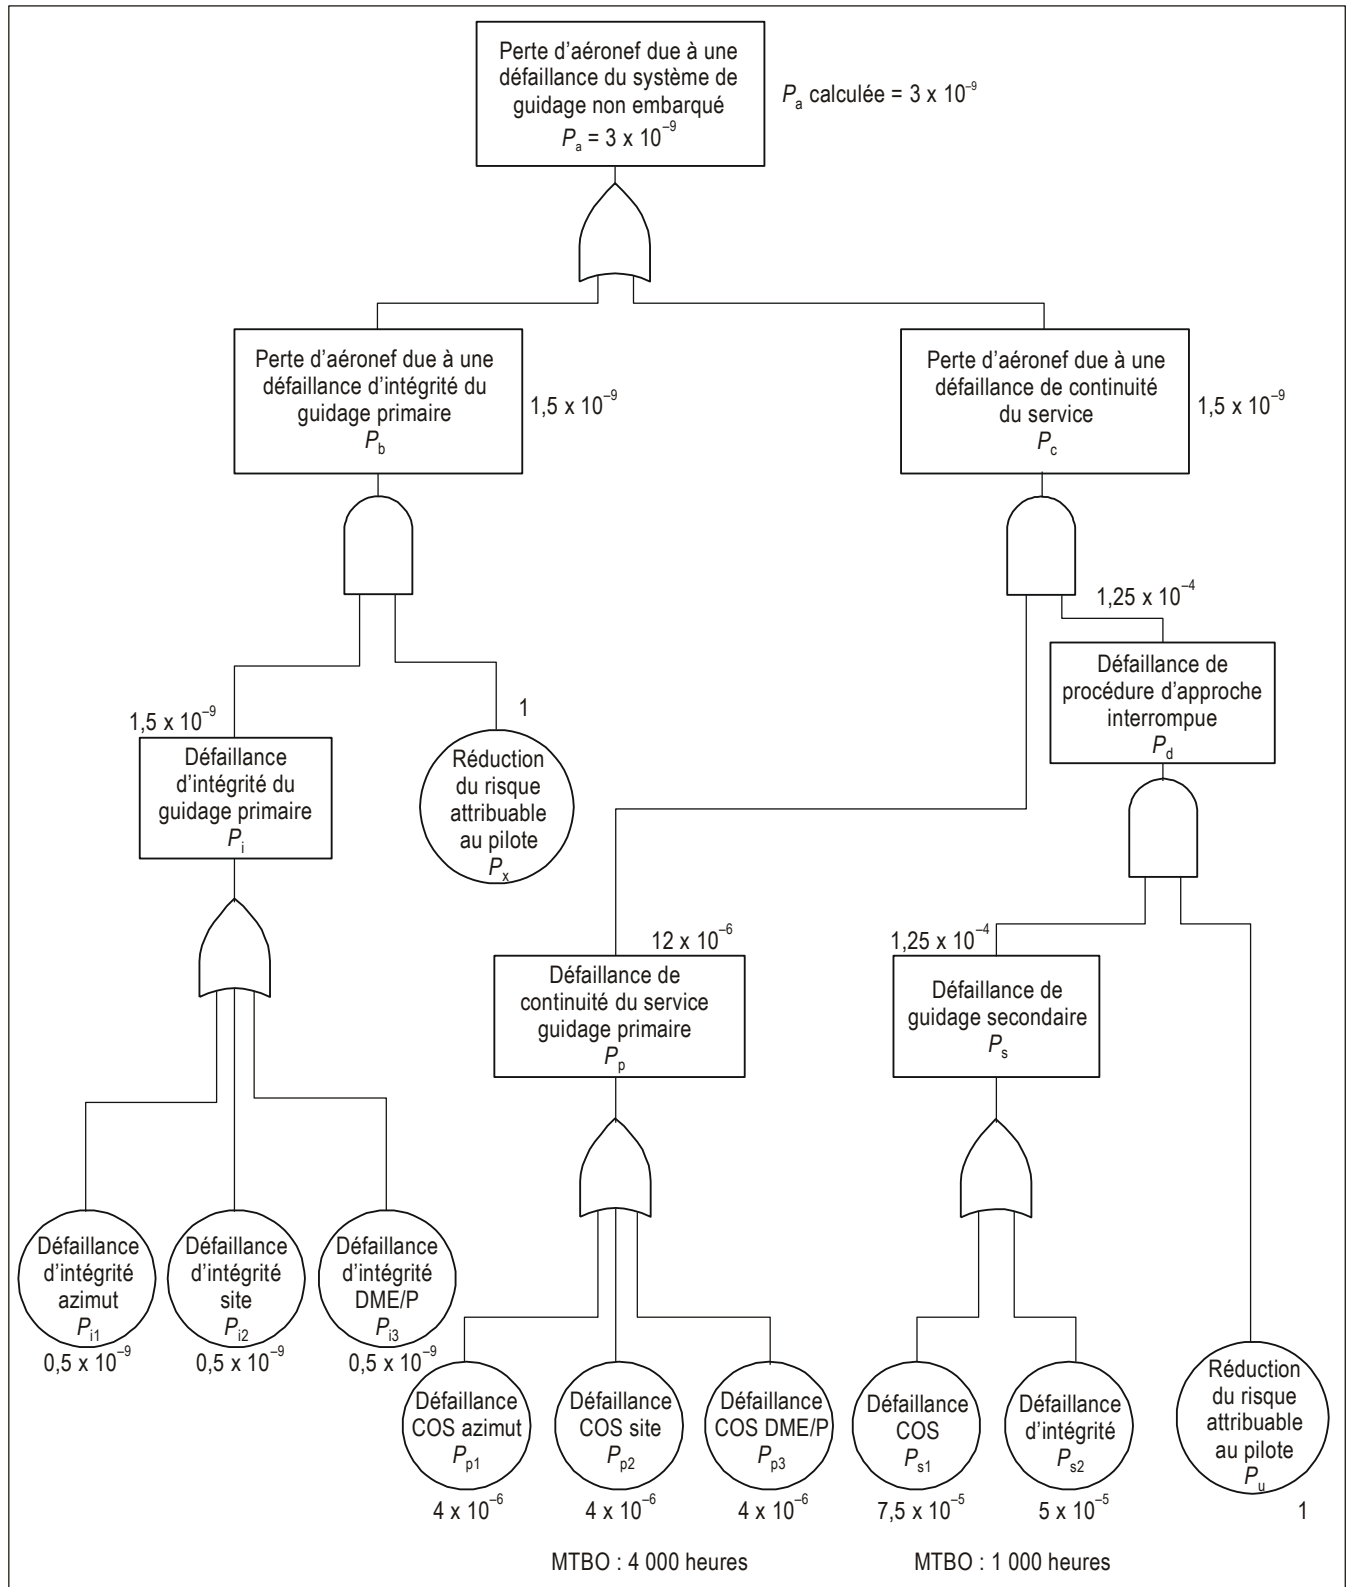 Perte d'aéronef due à une
défaillance du système de
guidage non embarqué
Pa = 3 x 10–9
Pa calculée = 3 x 10–9
Perte d'aéronef due à une
défaillance d'intégrité du
guidage primaire
Pb
1,5 x 10–9
Perte d'aéronef due à une
défaillance de continuité
du service
Pc
1,5 x 10–9
1,25 x 10–4
Défaillance de
procédure d'approche
interrompue
Pd
1,5 x 10–9
Défaillance
d'intégrité du
guidage primaire
Pi
1
Réduction
du risque
attribuable
au pilote
Px
12 x 10–6
Défaillance de
continuité du service
guidage primaire
Pp
1,25 x 10–4
Défaillance de
guidage secondaire
Ps
Défaillance
d'intégrité
azimut
Pi1
0,5 x 10–9
Défaillance
d'intégrité
site
Pi2
0,5 x 10–9
Défaillance
d'intégrité
DME/P
Pi3
0,5 x 10–9
Défaillance
COS azimut
Pp1
4 x 10–6
Défaillance
COS site
Pp2
4 x 10–6
Défaillance
COS DME/P
Pp3
4 x 10–6
Défaillance
COS
Ps1
7,5 x 10–5
Défaillance
d'intégrité
Ps2
5 x 10–5
Réduction
du risque
attribuable
au pilote
Pu
1
MTBO : 4 000 heures
MTBO : 1 000 heures